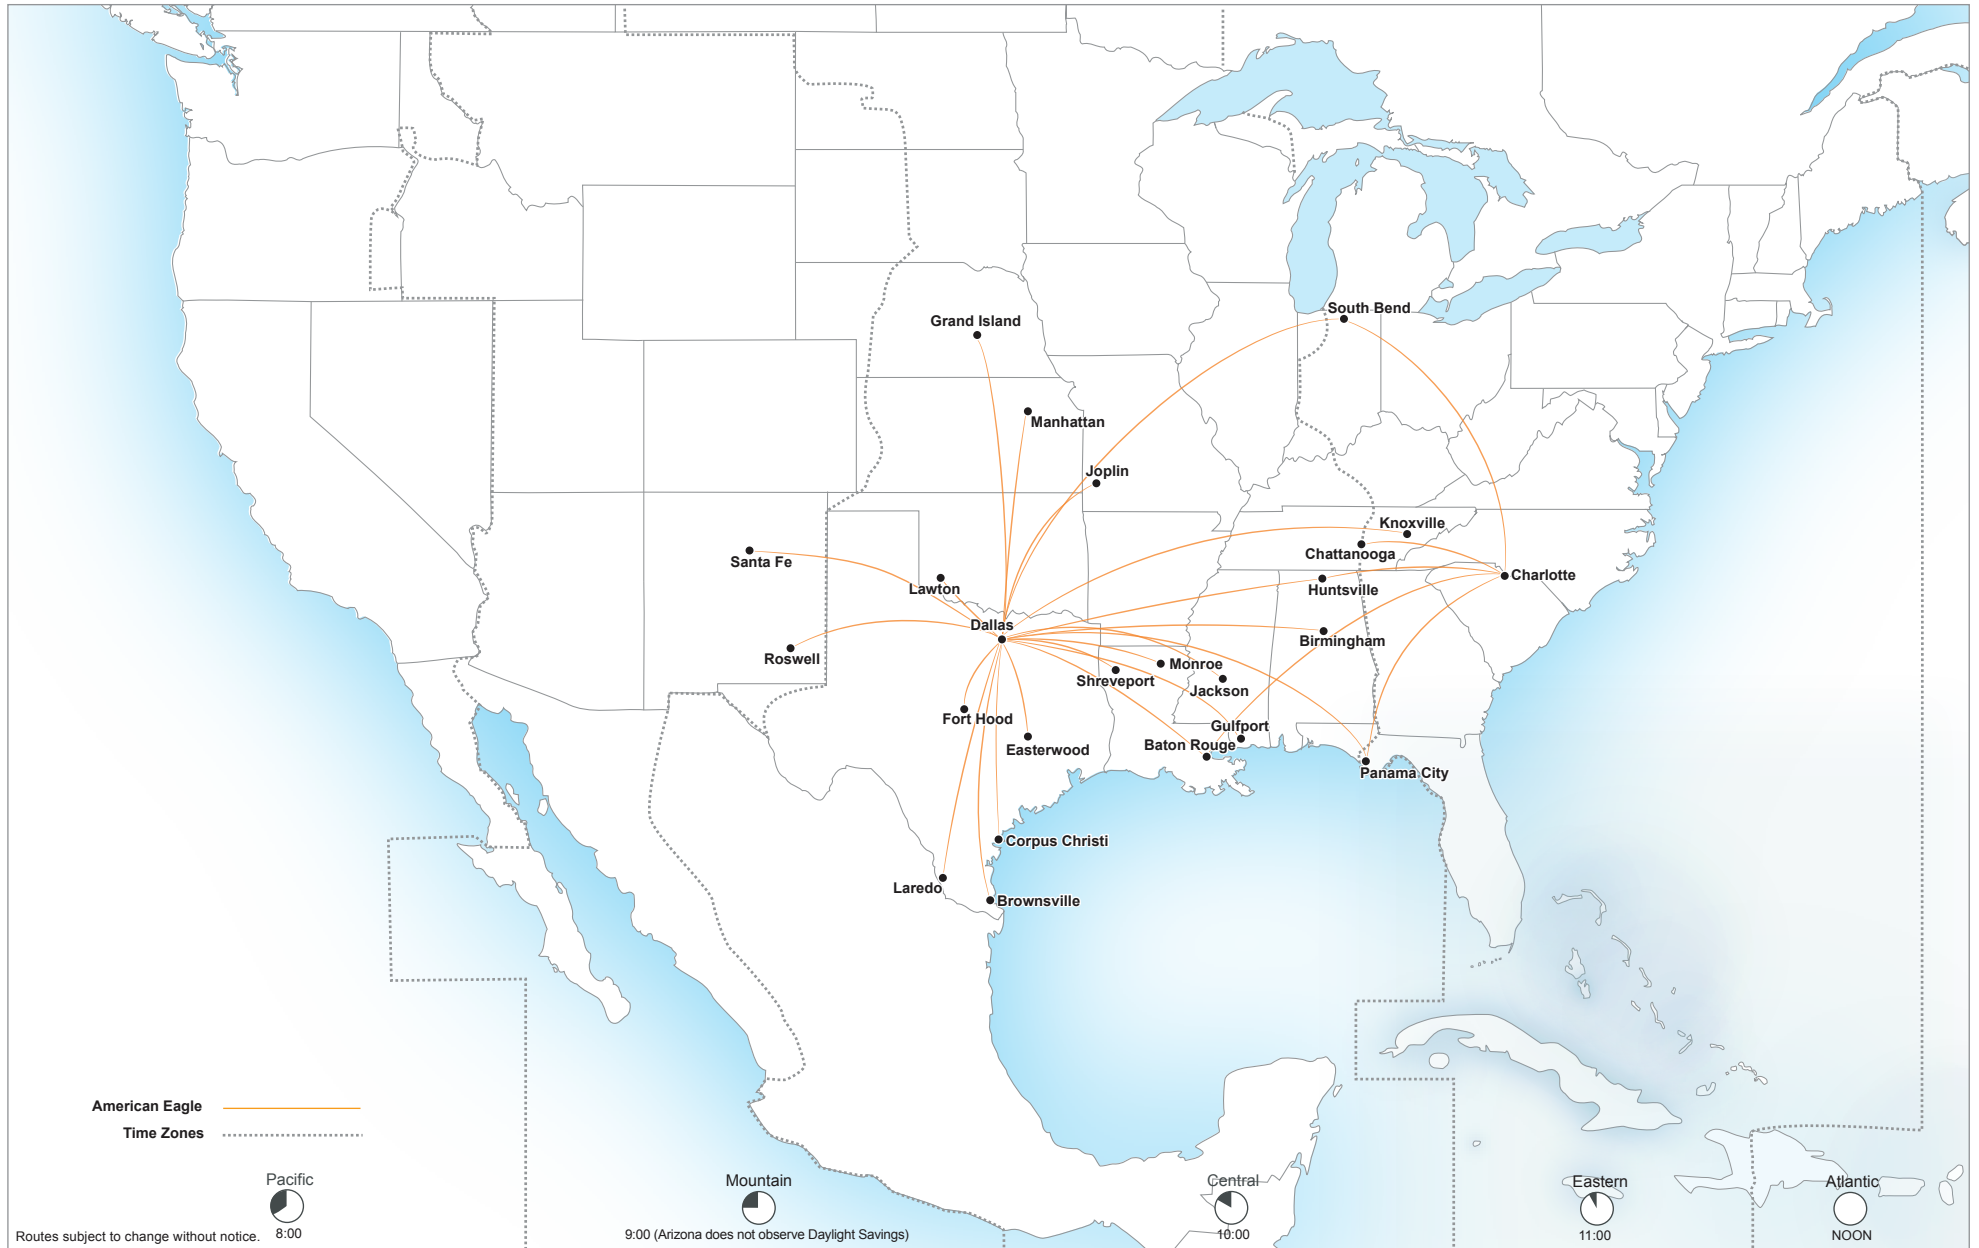 South Bend
Grand Island
Manhattan
Joplin
Knoxville
Chattanooga
Santa Fe
Charlotte
Lawton
Huntsville
Dallas
Birmingham
Roswell
Monroe
Shreveport
Jackson
Fort Hood
Gulfport
Easterwood
Baton Rouge
Panama City
Corpus Christi
Laredo
Brownsville
American Eagle
Time Zones
Pacific
Mountain
Central
Eastern
Atlantic
Routes subject to change without notice.
8:00
9:00 (Arizona does not observe Daylight Savings)
10:00
11:00
NOON